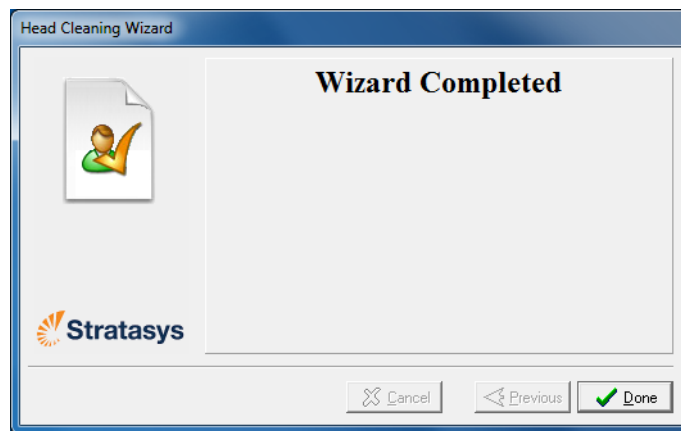 Head Cleaning Wizard
Wizard Completed
Stratasys
Cancel
Previous
Done